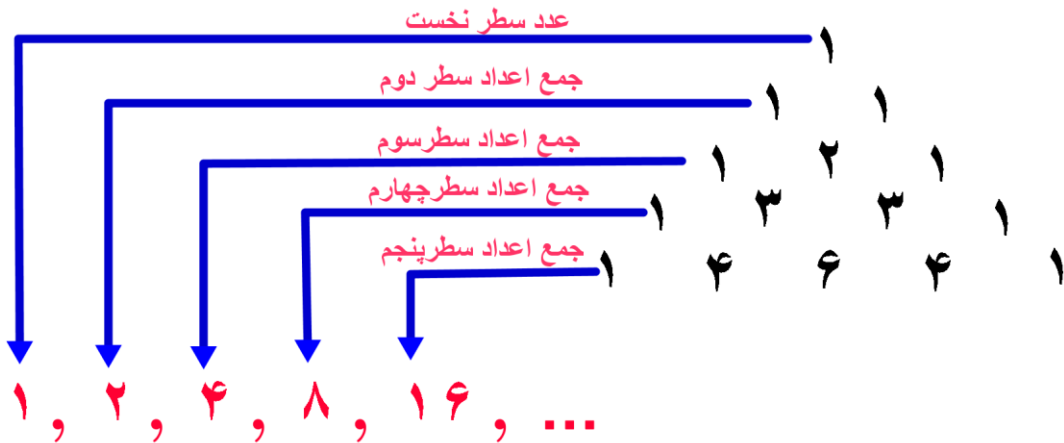 عدد سطر نخست
۱
جمع اعداد سطر دوم
۱ ۱
جمع اعداد سطرسوم
۱ ۲ ۱
جمع اعداد سطرچهارم
۱ ۳ ۳ ۱
جمع اعداد سطرپنجم
۱ ۴ ۶ ۴ ۱
۱ , ۲ , ۴ , ۸ , ۱۶ , ...